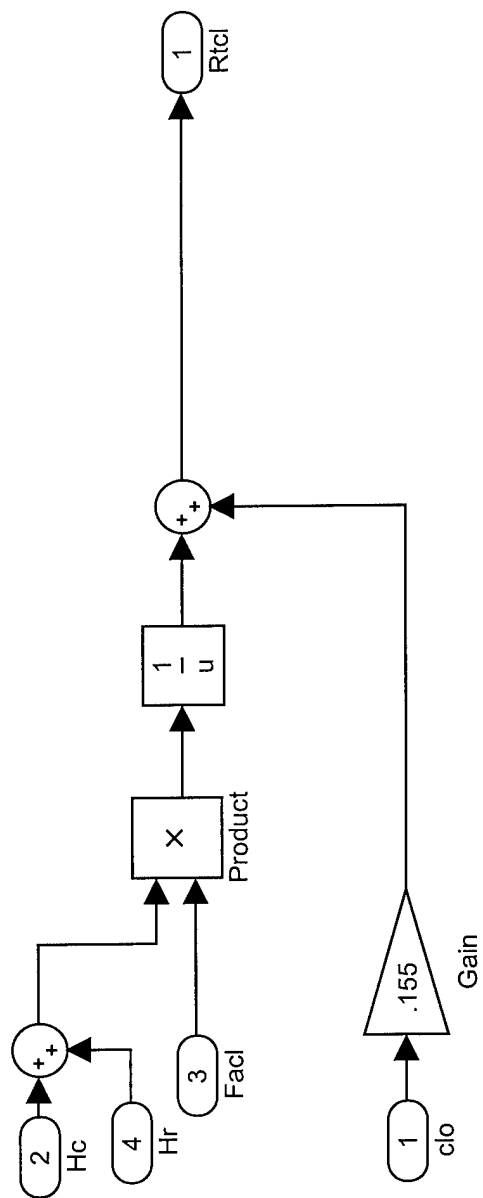 2
Hc
+
+
4
Hr
3
Facl
×
Product
1
u
+
+
1
Rtcl
1
clo
.155
Gain